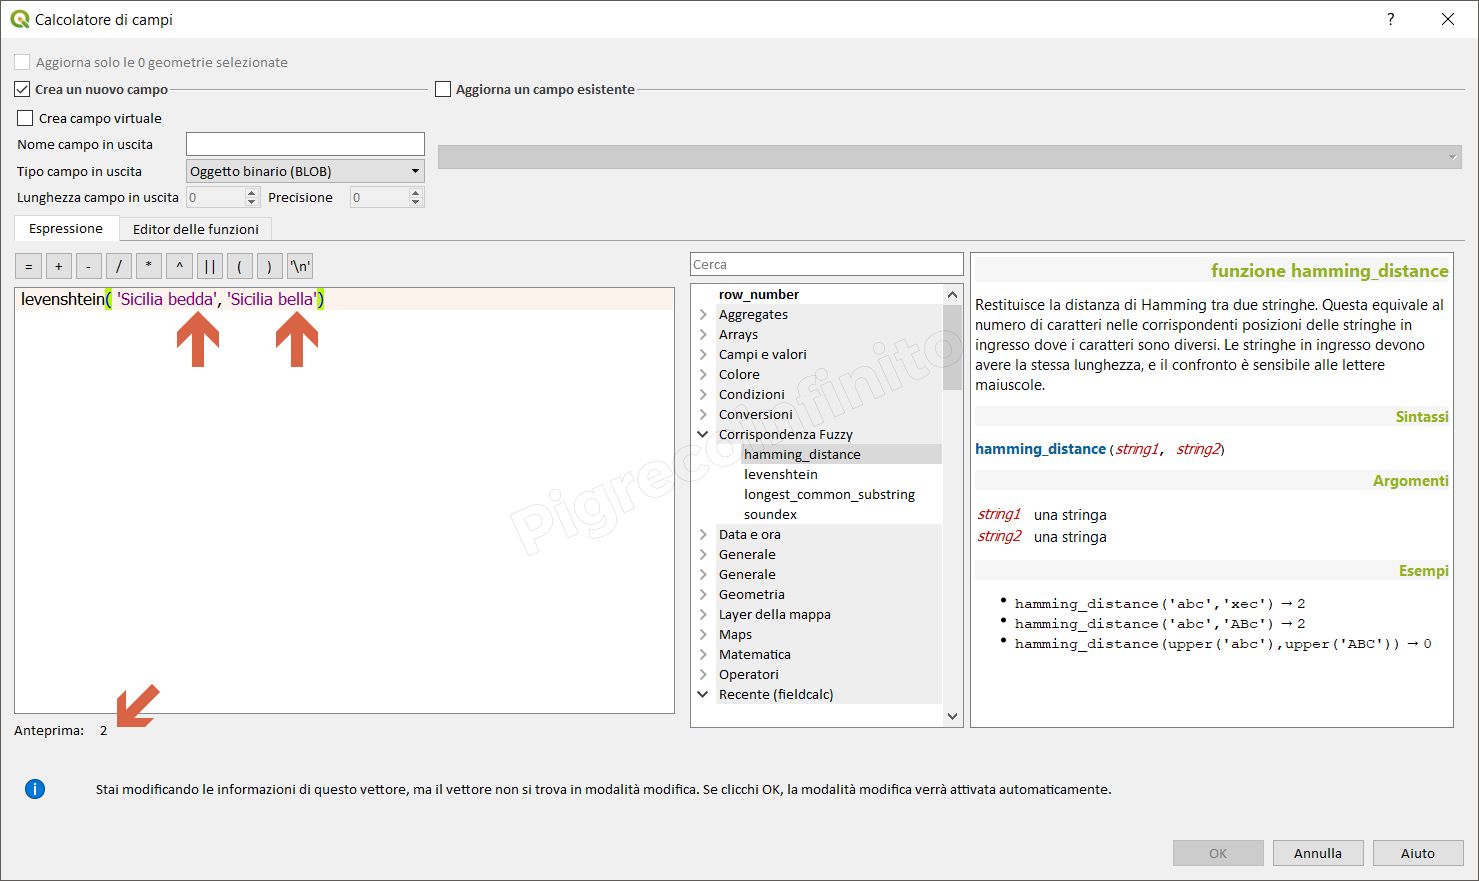 Calcolatore di campi
?
Aggiorna solo le 0 geometrie selezionate
Crea un nuovo campo
Aggiorna un campo esistente
Crea campo virtuale
Nome campo in uscita
Tipo campo in uscita Oggetto binario (BLOB)
Lunghezza campo in uscita 0 Precisione 0
Espressione Editor delle funzioni
= + - / * ^ || ( ) '\n'
levenshtein( 'Sicilia bedda', 'Sicilia bella')
Anteprima: 2
Cerca
row_number
Aggregates
Arrays
Campi e valori
Colore
Condizioni
Conversioni
Corrispondenza Fuzzy
hamming_distance
levenshtein
longest_common_substring
soundex
Data e ora
Generale
Generale
Geometria
Layer della mappa
Maps
Matematica
Operatori
Recente (fieldcalc)
funzione hamming_distance
Restituisce la distanza di Hamming tra due stringhe. Questa equivale al
numero di caratteri nelle corrispondenti posizioni delle stringhe in
ingresso dove i caratteri sono diversi. Le stringhe in ingresso devono
avere la stessa lunghezza, e il confronto è sensibile alle lettere
maiuscole.
Sintassi
hamming_distance(string1, string2)
Argomenti
string1 una stringa
string2 una stringa
Esempi
• hamming_distance('abc','xec') → 2
• hamming_distance('abc','ABc') → 2
• hamming_distance(upper('abc'),upper('ABC')) → 0
PigrecoInfinito
Stai modificando le informazioni di questo vettore, ma il vettore non si trova in modalità modifica. Se clicchi OK, la modalità modifica verrà attivata automaticamente.
OK Annulla Aiuto